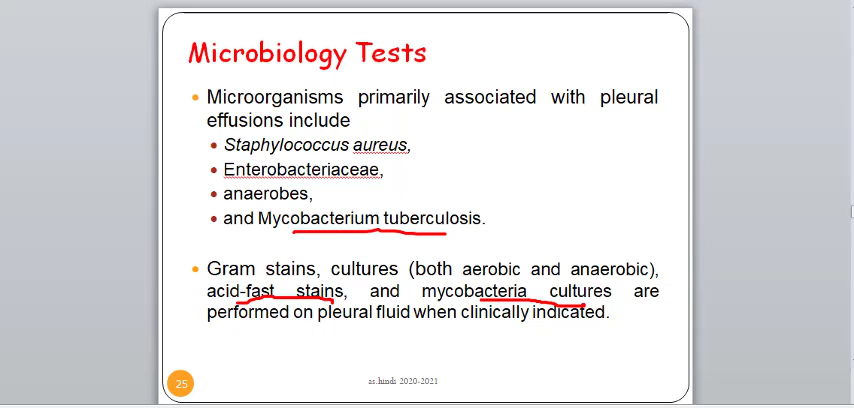 Microbiology Tests
Microorganisms primarily associated with pleural
effusions include
Staphylococcus aureus,
Enterobacteriaceae,
anaerobes,
and Mycobacterium tuberculosis.
Gram stains, cultures (both aerobic and anaerobic),
acid-fast stains, and mycobacteria cultures are
performed on pleural fluid when clinically indicated.
25
as.hindi 2020-2021